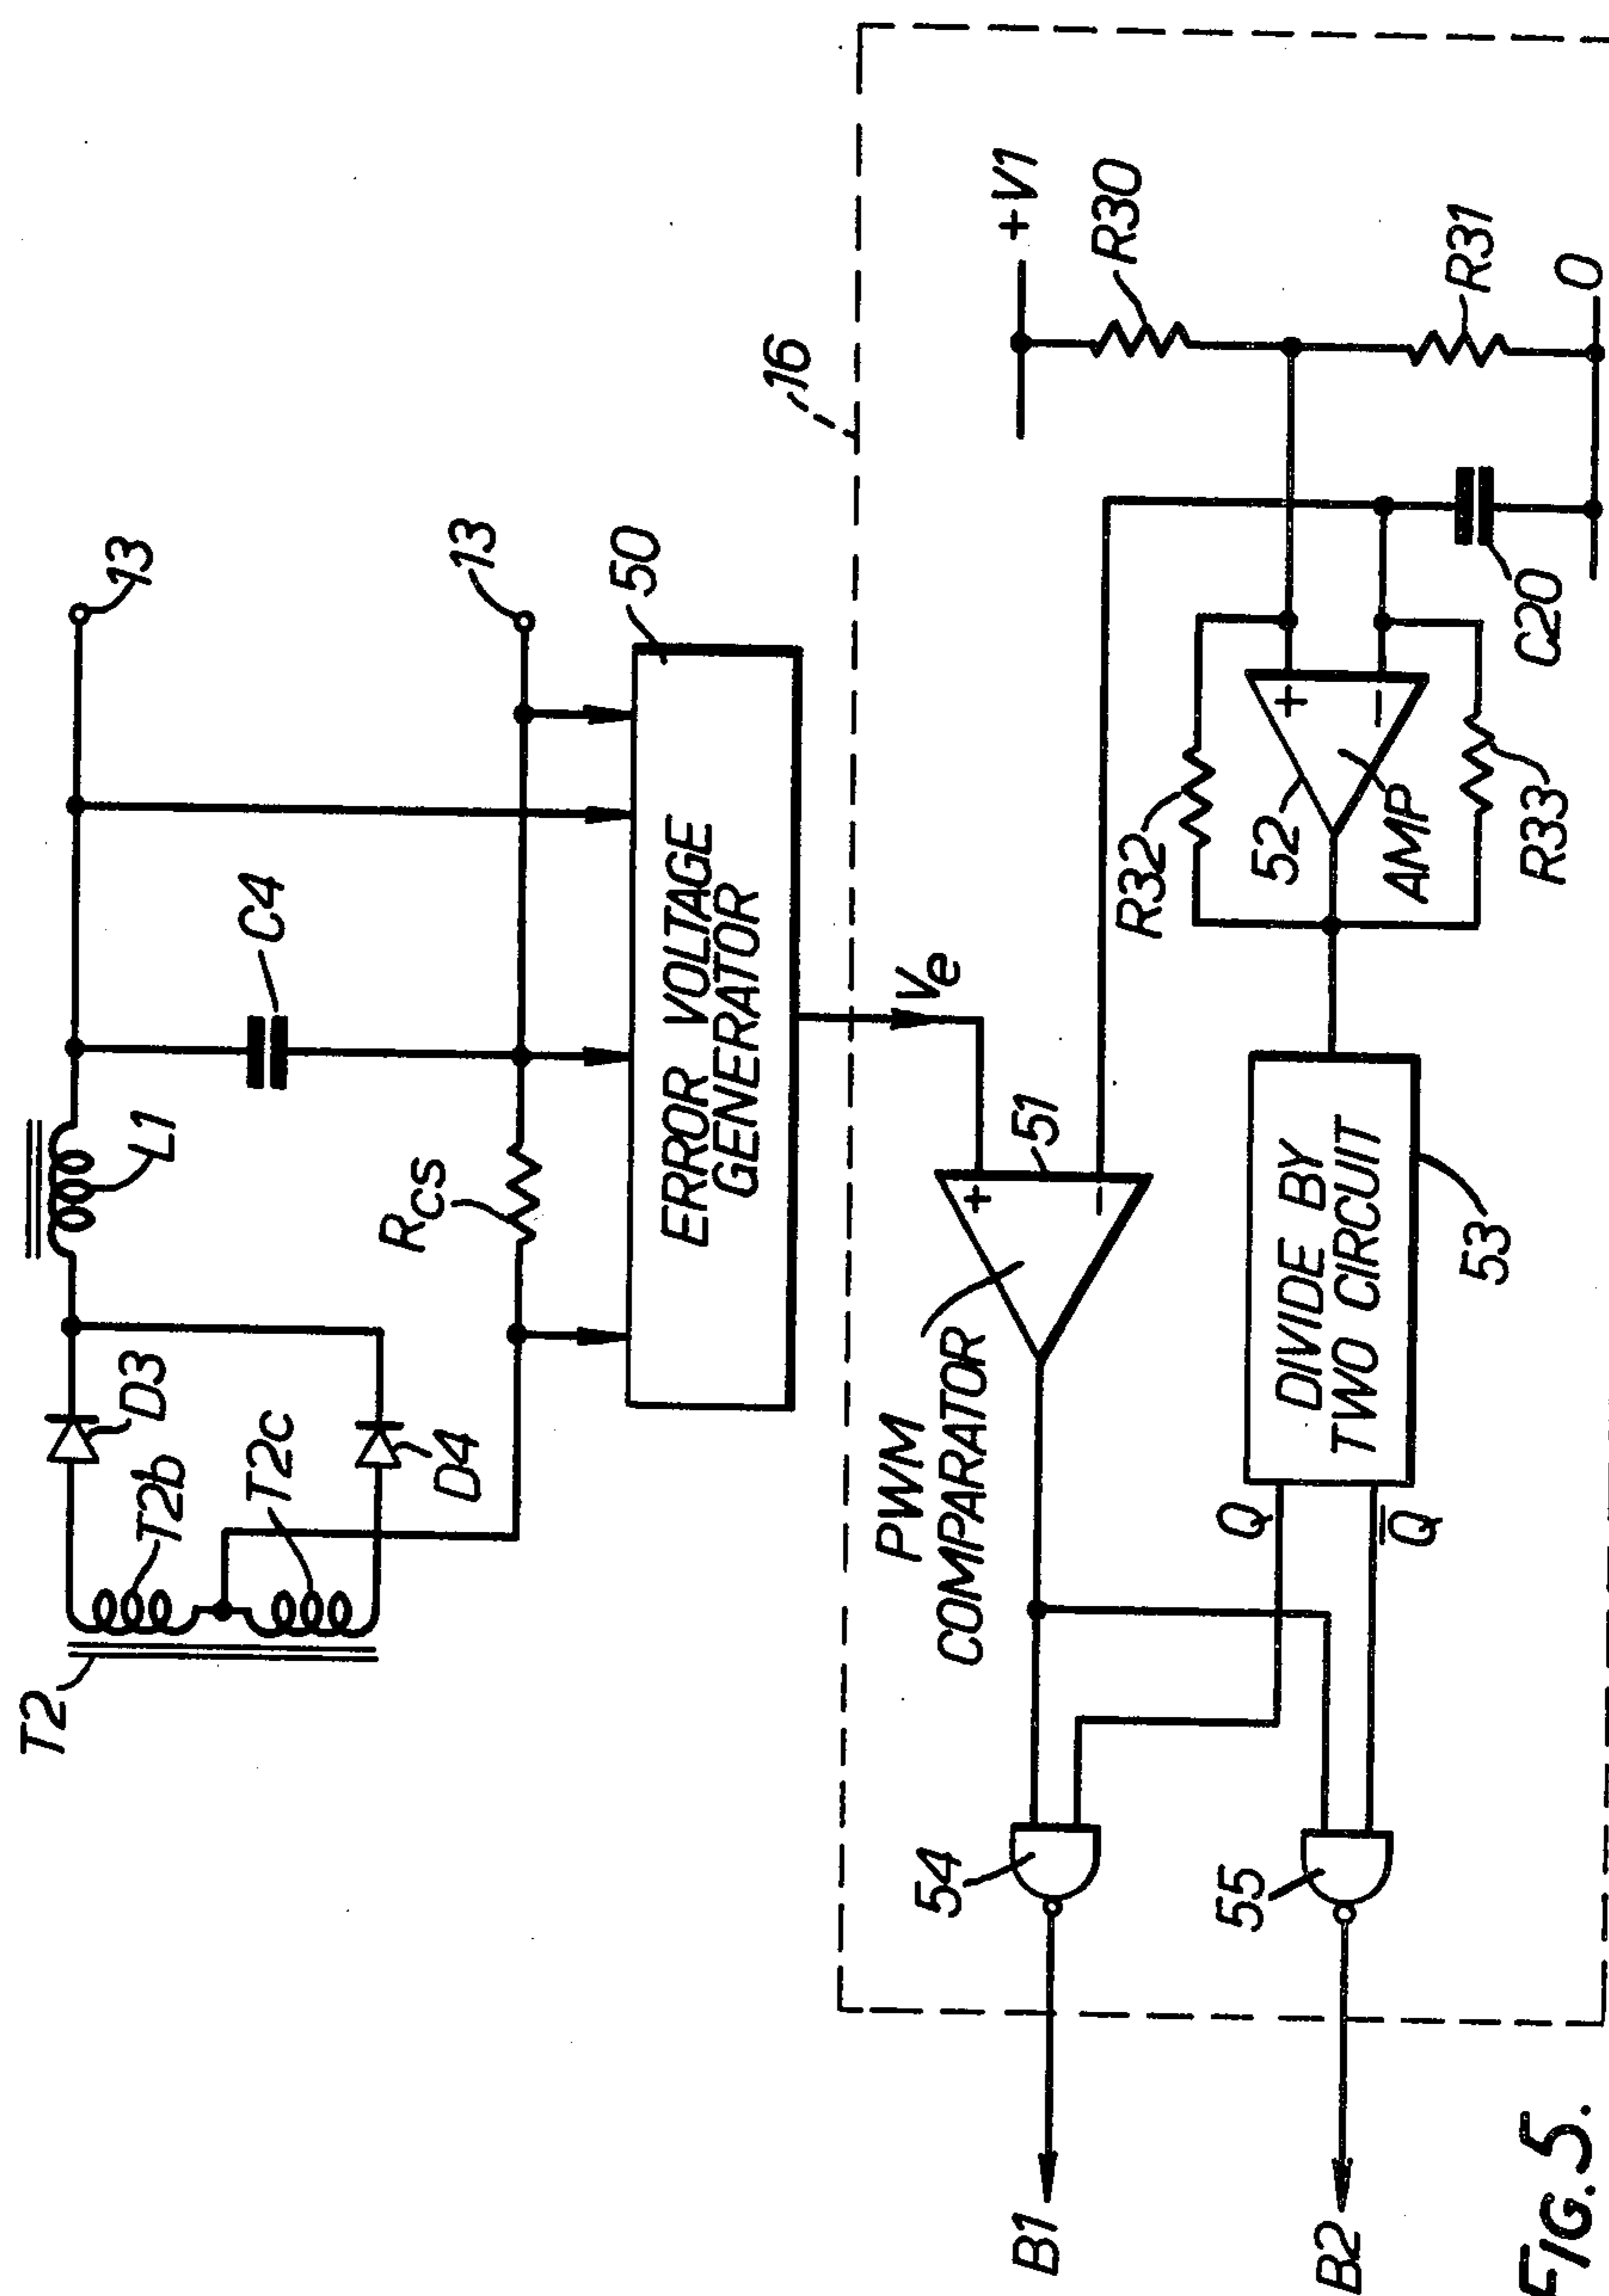 T2
T2b
T2c
D3
D4
L1
C4
RCS
13
13
ERROR VOLTAGE
GENERATOR
50
16
Ve
PWM
COMPARATOR
+
−
51
+V1
R30
R31
O
C20
R32
R33
52
AMP
+
−
DIVIDE BY
TWO CIRCUIT
53
Q
Q̅
54
55
B1
B2
FIG. 5.